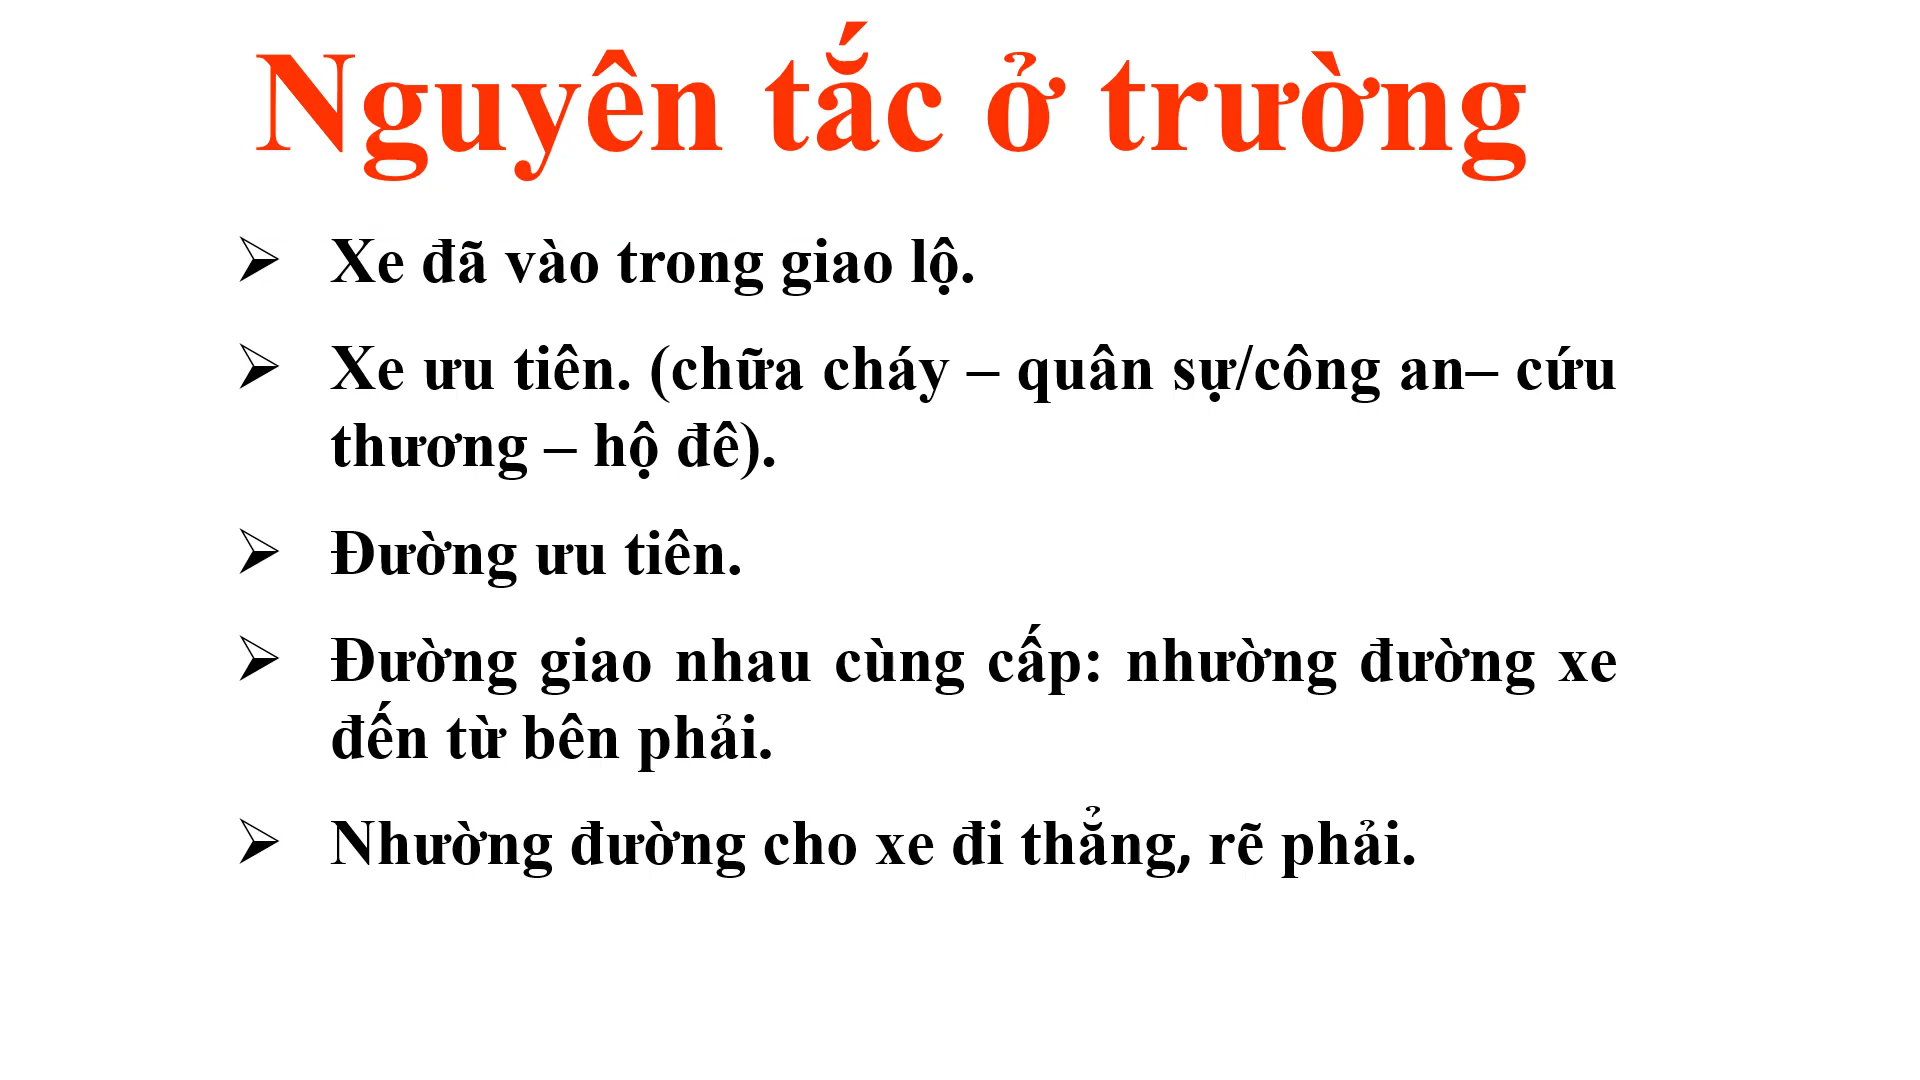 Nguyên tắc ở trường
Xe đã vào trong giao lộ.
Xe ưu tiên. (chữa cháy – quân sự/công an– cứu
thương – hộ đê).
Đường ưu tiên.
Đường giao nhau cùng cấp: nhường đường xe
đến từ bên phải.
Nhường đường cho xe đi thẳng, rẽ phải.